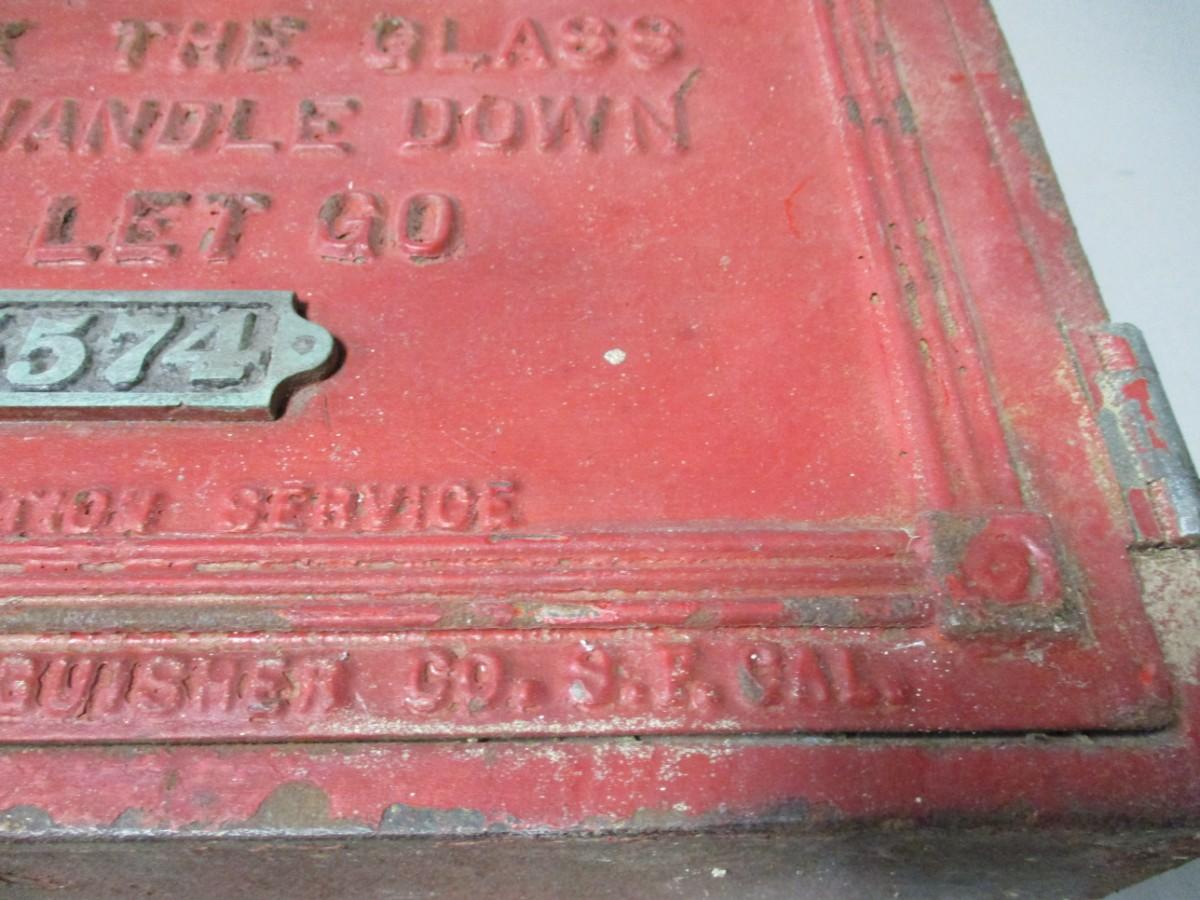 THE GLASS
HANDLE DOWN
LET GO
574
SERVICE
CO. S.F. CAL.